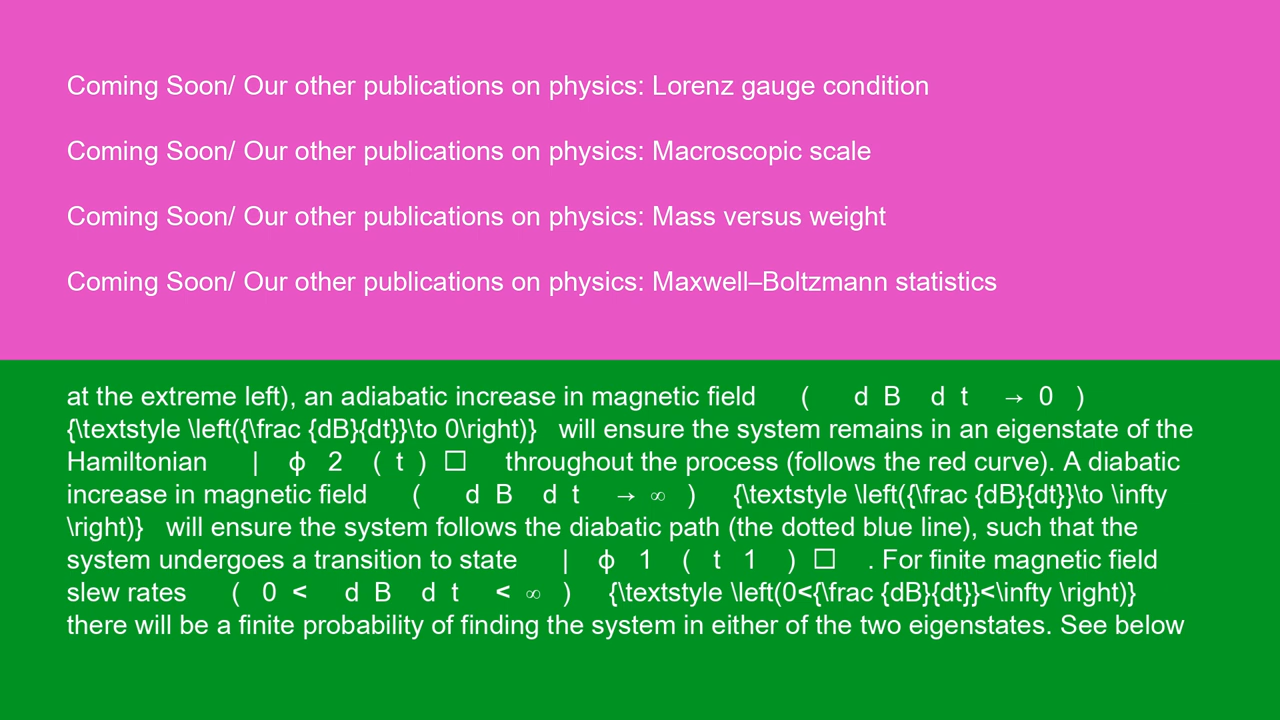 Coming Soon/ Our other publications on physics: Lorenz gauge condition
Coming Soon/ Our other publications on physics: Macroscopic scale
Coming Soon/ Our other publications on physics: Mass versus weight
Coming Soon/ Our other publications on physics: Maxwell–Boltzmann statistics
at the extreme left), an adiabatic increase in magnetic field ( d B d t → 0 )
{\textstyle \left({\frac {dB}{dt}}\to 0\right)} will ensure the system remains in an eigenstate of the
Hamiltonian | ϕ 2 ( t ) □ throughout the process (follows the red curve). A diabatic
increase in magnetic field ( d B d t → ∞ ) {\textstyle \left({\frac {dB}{dt}}\to \infty
\right)} will ensure the system follows the diabatic path (the dotted blue line), such that the
system undergoes a transition to state | ϕ 1 ( t 1 ) □ . For finite magnetic field
slew rates ( 0 < d B d t < ∞ ) {\textstyle \left(0<{\frac {dB}{dt}}<\infty \right)}
there will be a finite probability of finding the system in either of the two eigenstates. See below